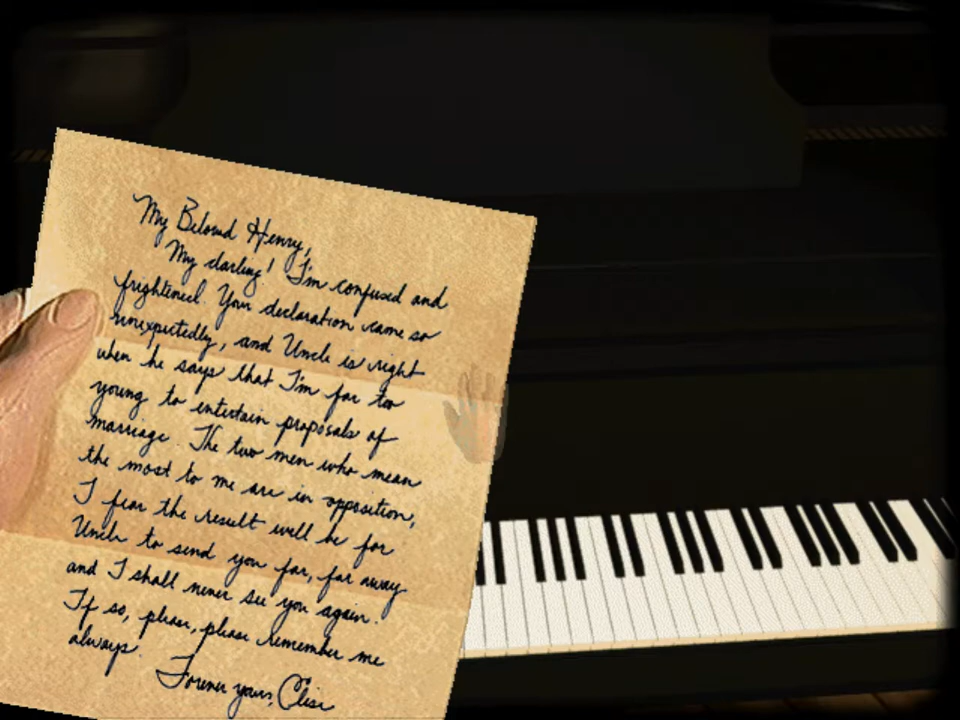 My Beloved Henry,
My darling! I'm confused and
frightened. Your declaration came so
unexpectedly, and Uncle is right
when he says that I'm far too
young to entertain proposals of
marriage. The two men who mean
the most to me are in opposition,
I fear the result will be for
Uncle to send you far, far away
and I shall never see you again.
If so, please, please remember me
always.
Forever yours, Elise